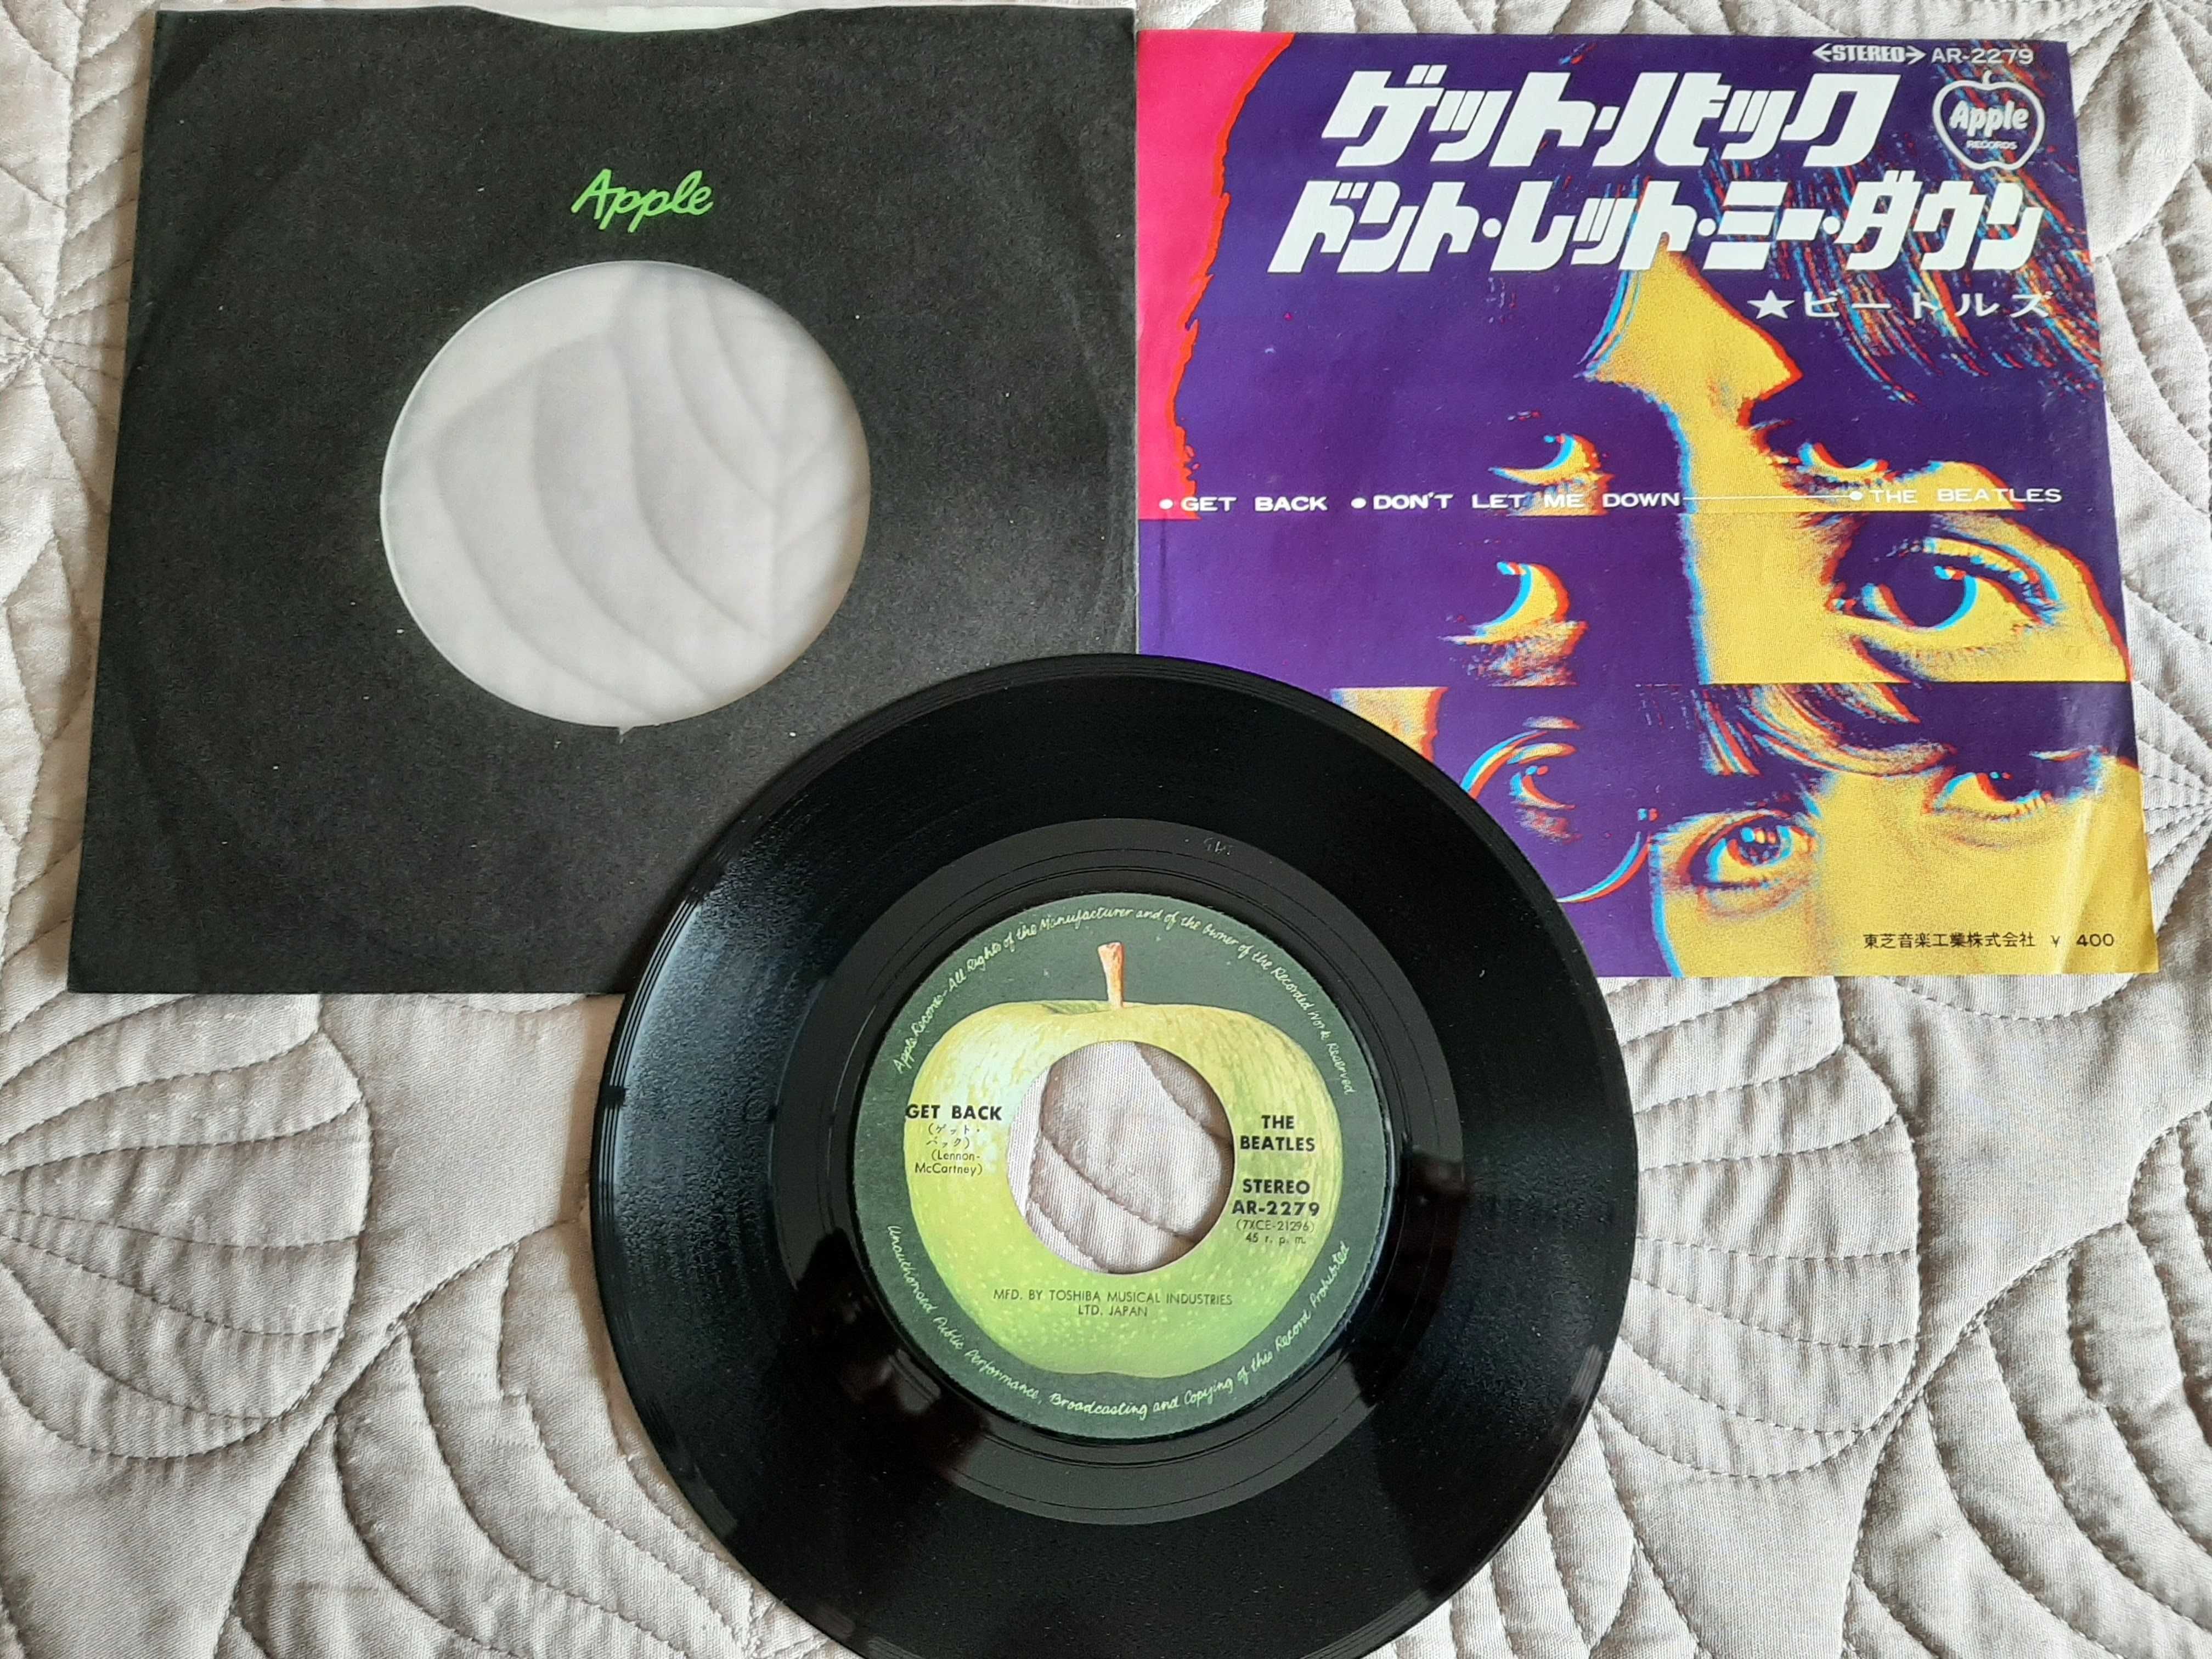 Apple
STEREO AR-2279
ゲット・バック
Apple
RECORDS
ドント・レット・ミー・ダウン
★ビートルズ
•GET BACK •DON'T LET ME DOWN •THE BEATLES
東芝音楽工業株式会社 ¥ 400
Apple Records-All Rights of the Manufacturer and of the Owner of the Recorded Work Reserved
GET BACK
(ゲット・
バック)
(Lennon-
McCartney)
THE
BEATLES
STEREO
AR-2279
(7XCE-21296)
45 r. p. m.
MFD. BY TOSHIBA MUSICAL INDUSTRIES
LTD. JAPAN
Unauthorized Public Performance, Broadcasting and Copying of this Record Prohibited